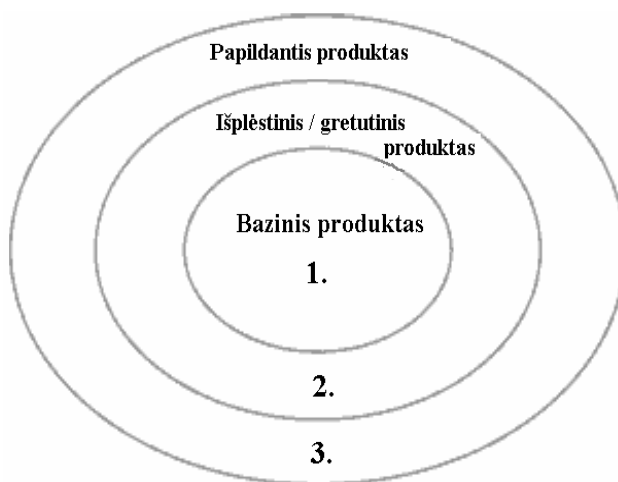 Papildantis produktas
Išplėstinis / gretutinis
produktas
Bazinis produktas
1.
2.
3.